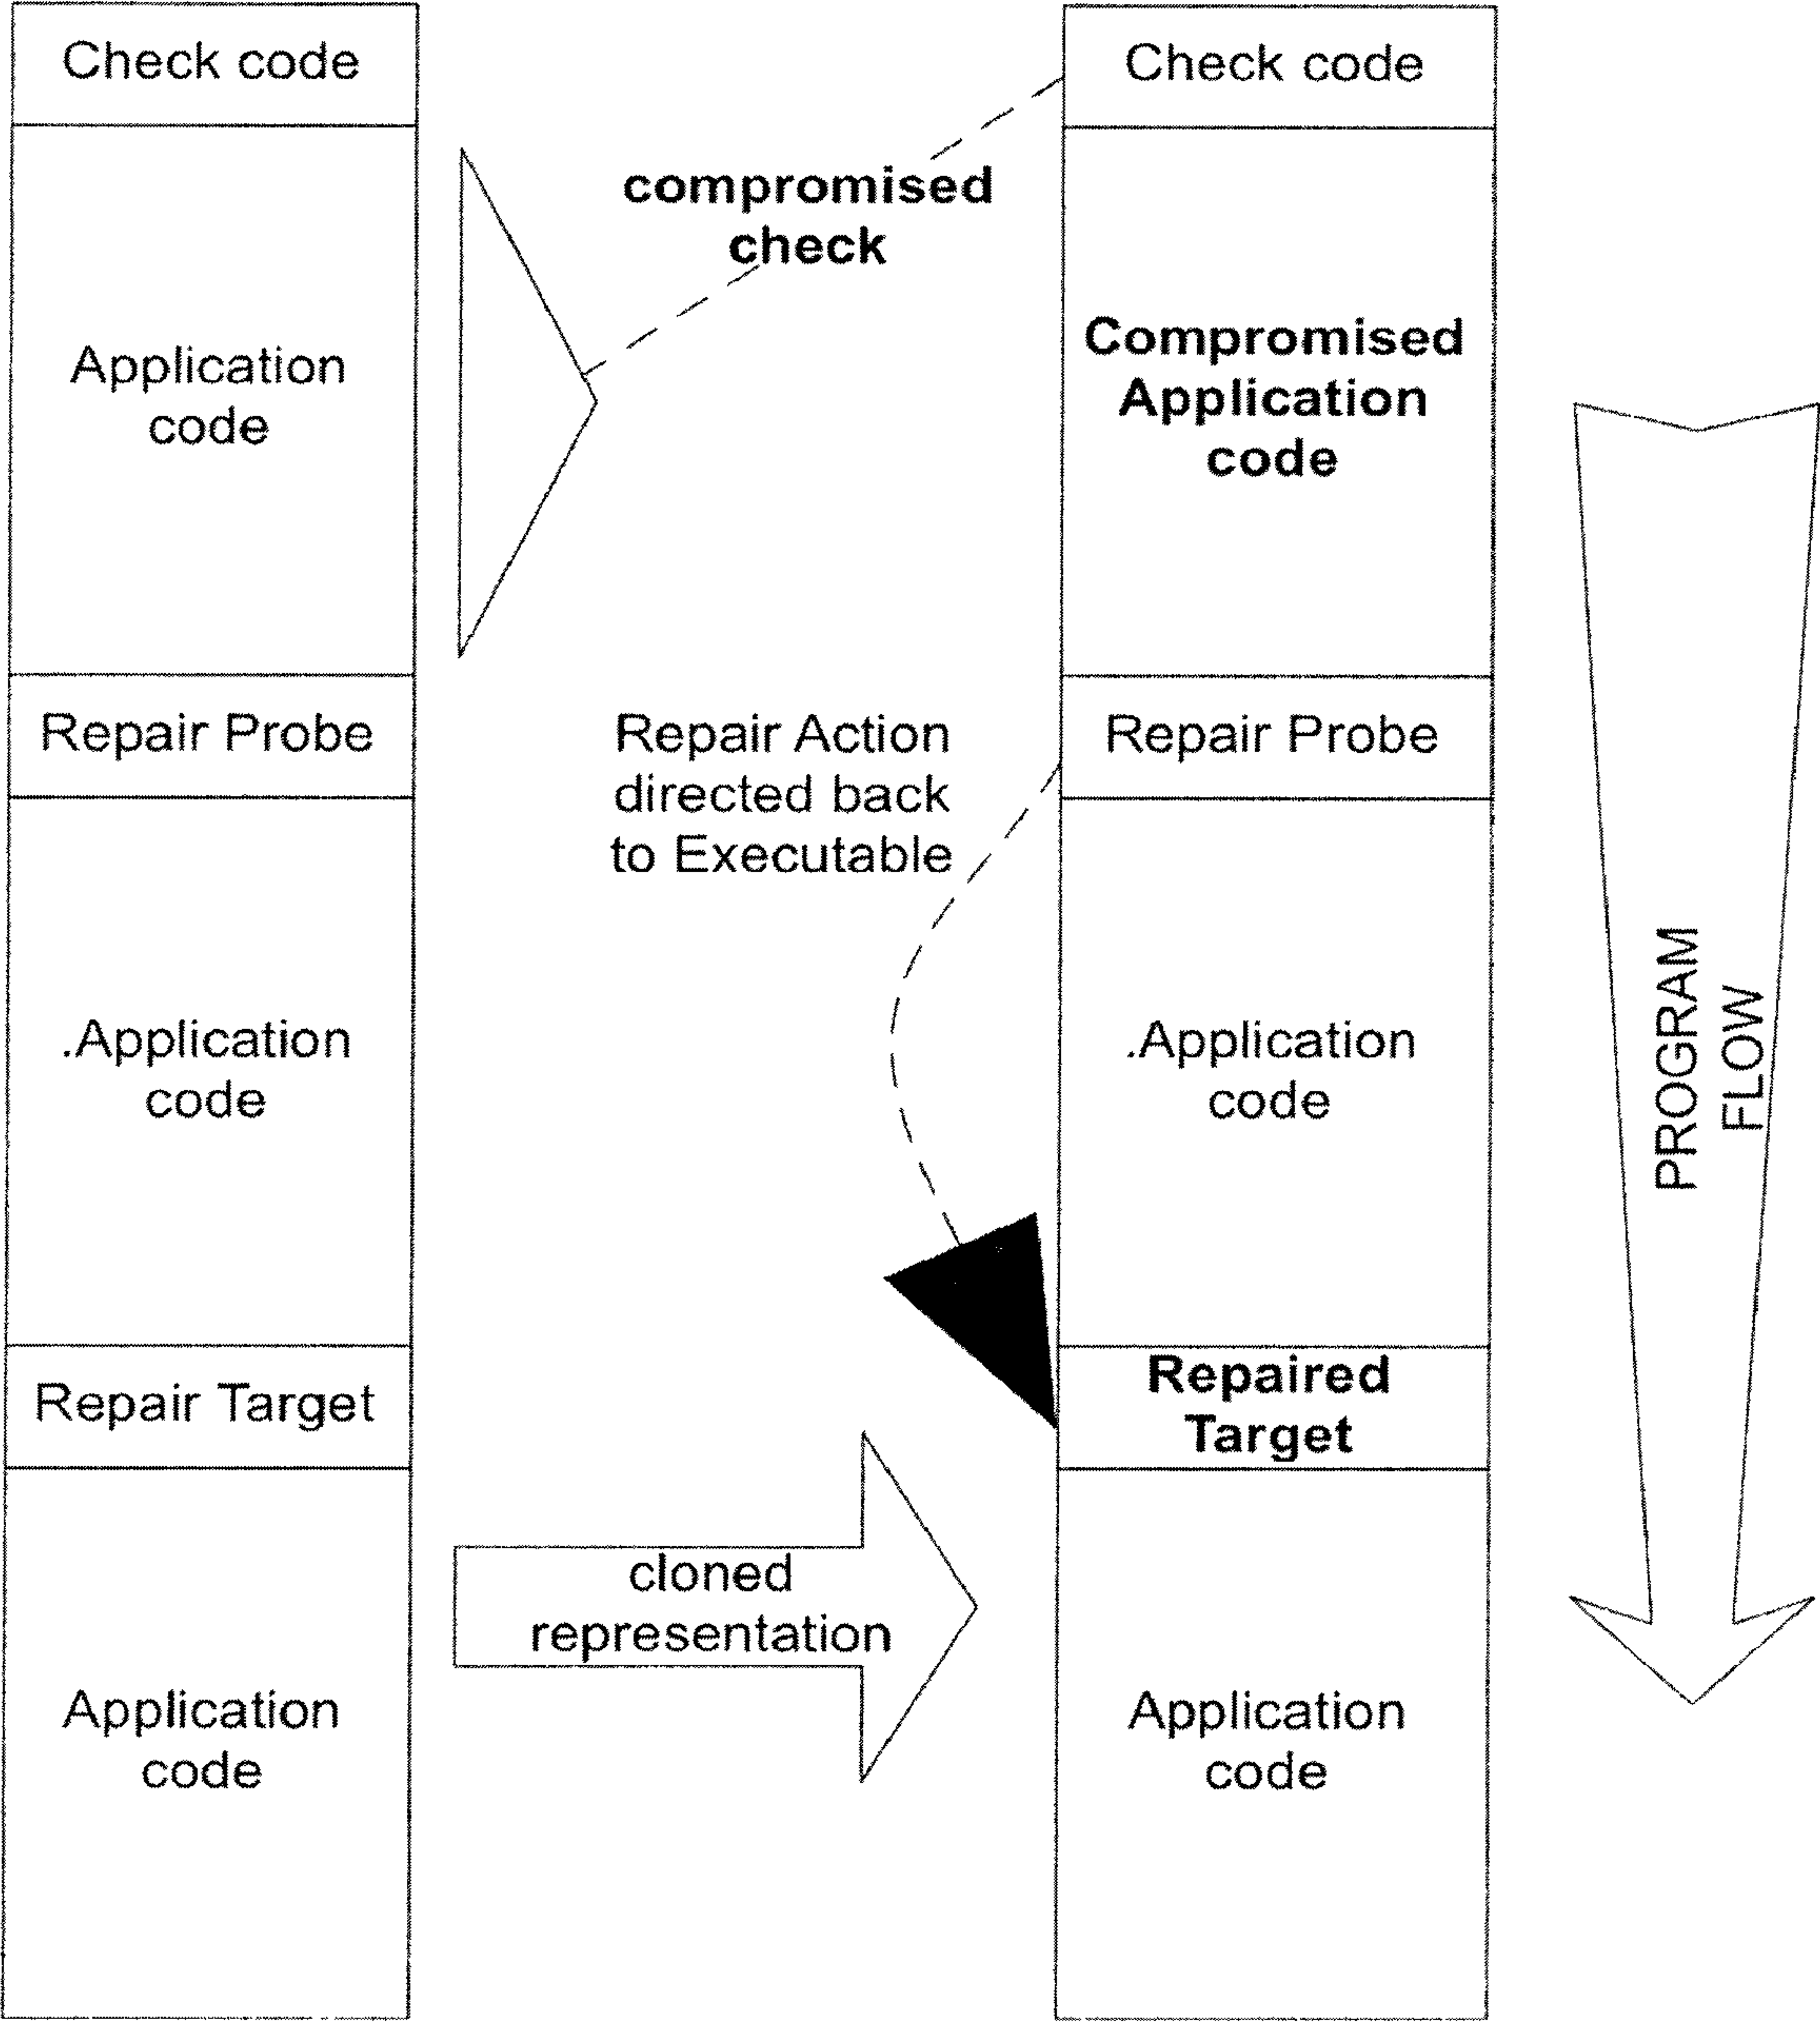 Check code
Application
code
Repair Probe
.Application
code
Repair Target
Application
code
compromised
check
Repair Action
directed back
to Executable
cloned
representation
Check code
Compromised
Application
code
Repair Probe
.Application
code
Repaired
Target
Application
code
PROGRAM
FLOW